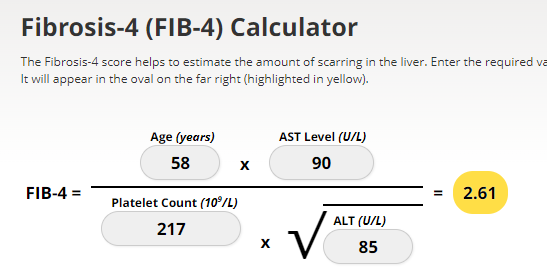 Fibrosis-4 (FIB-4) Calculator
The Fibrosis-4 score helps to estimate the amount of scarring in the liver. Enter the required va
It will appear in the oval on the far right (highlighted in yellow).
Age (years) AST Level (U/L)
58 x 90
FIB-4 = = 2.61
Platelet Count (10⁹/L) ALT (U/L)
217 x √ 85